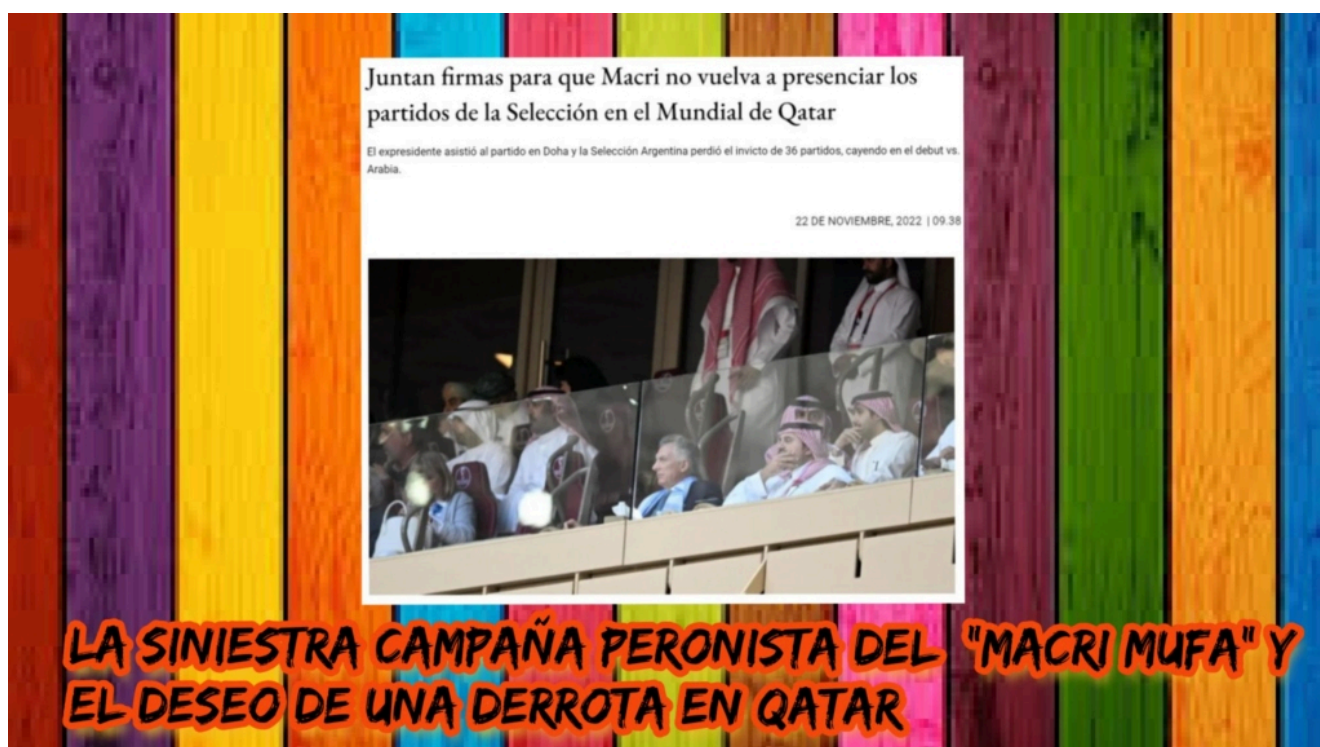 Juntan firmas para que Macri no vuelva a presenciar los
partidos de la Selección en el Mundial de Qatar
El expresidente asistió al partido en Doha y la Selección Argentina perdió el invicto de 36 partidos, cayendo en el debut vs.
Arabia.
22 DE NOVIEMBRE, 2022 | 09.38
LA SINIESTRA CAMPAÑA PERONISTA DEL "MACRI MUFA" Y
EL DESEO DE UNA DERROTA EN QATAR